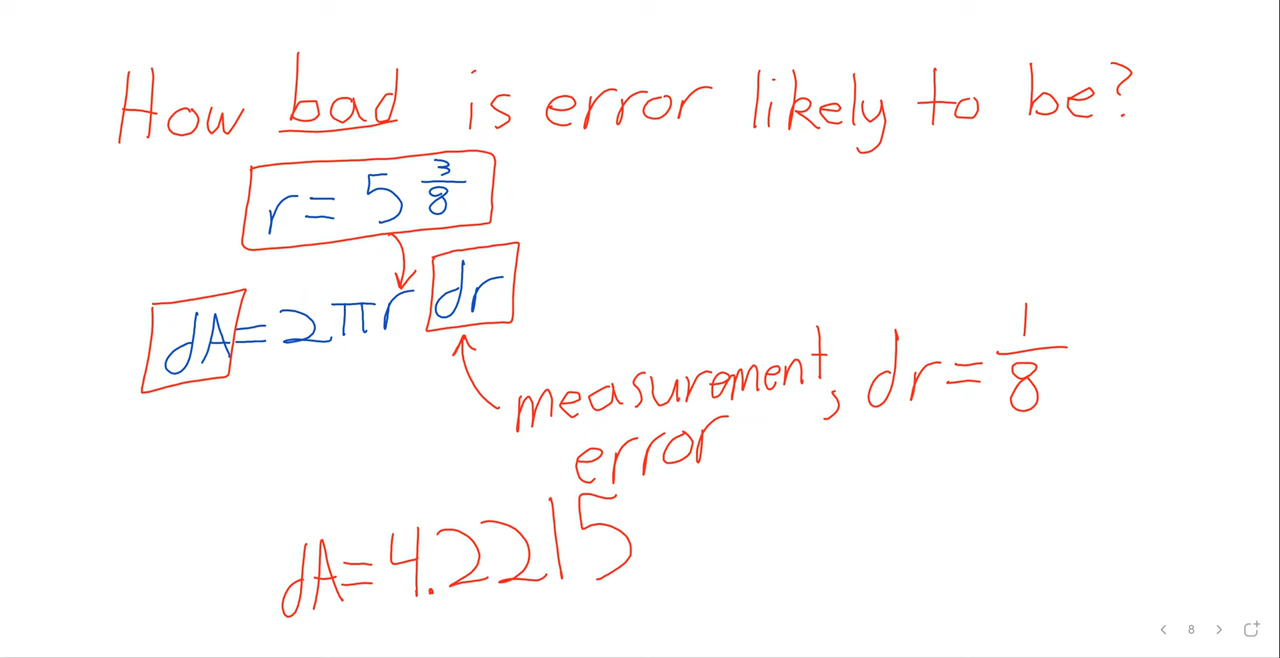 How bad is error likely to be?
r = 5 3/8
dA = 2πr dr
measurement error, dr = 1/8
dA = 4.2215
8